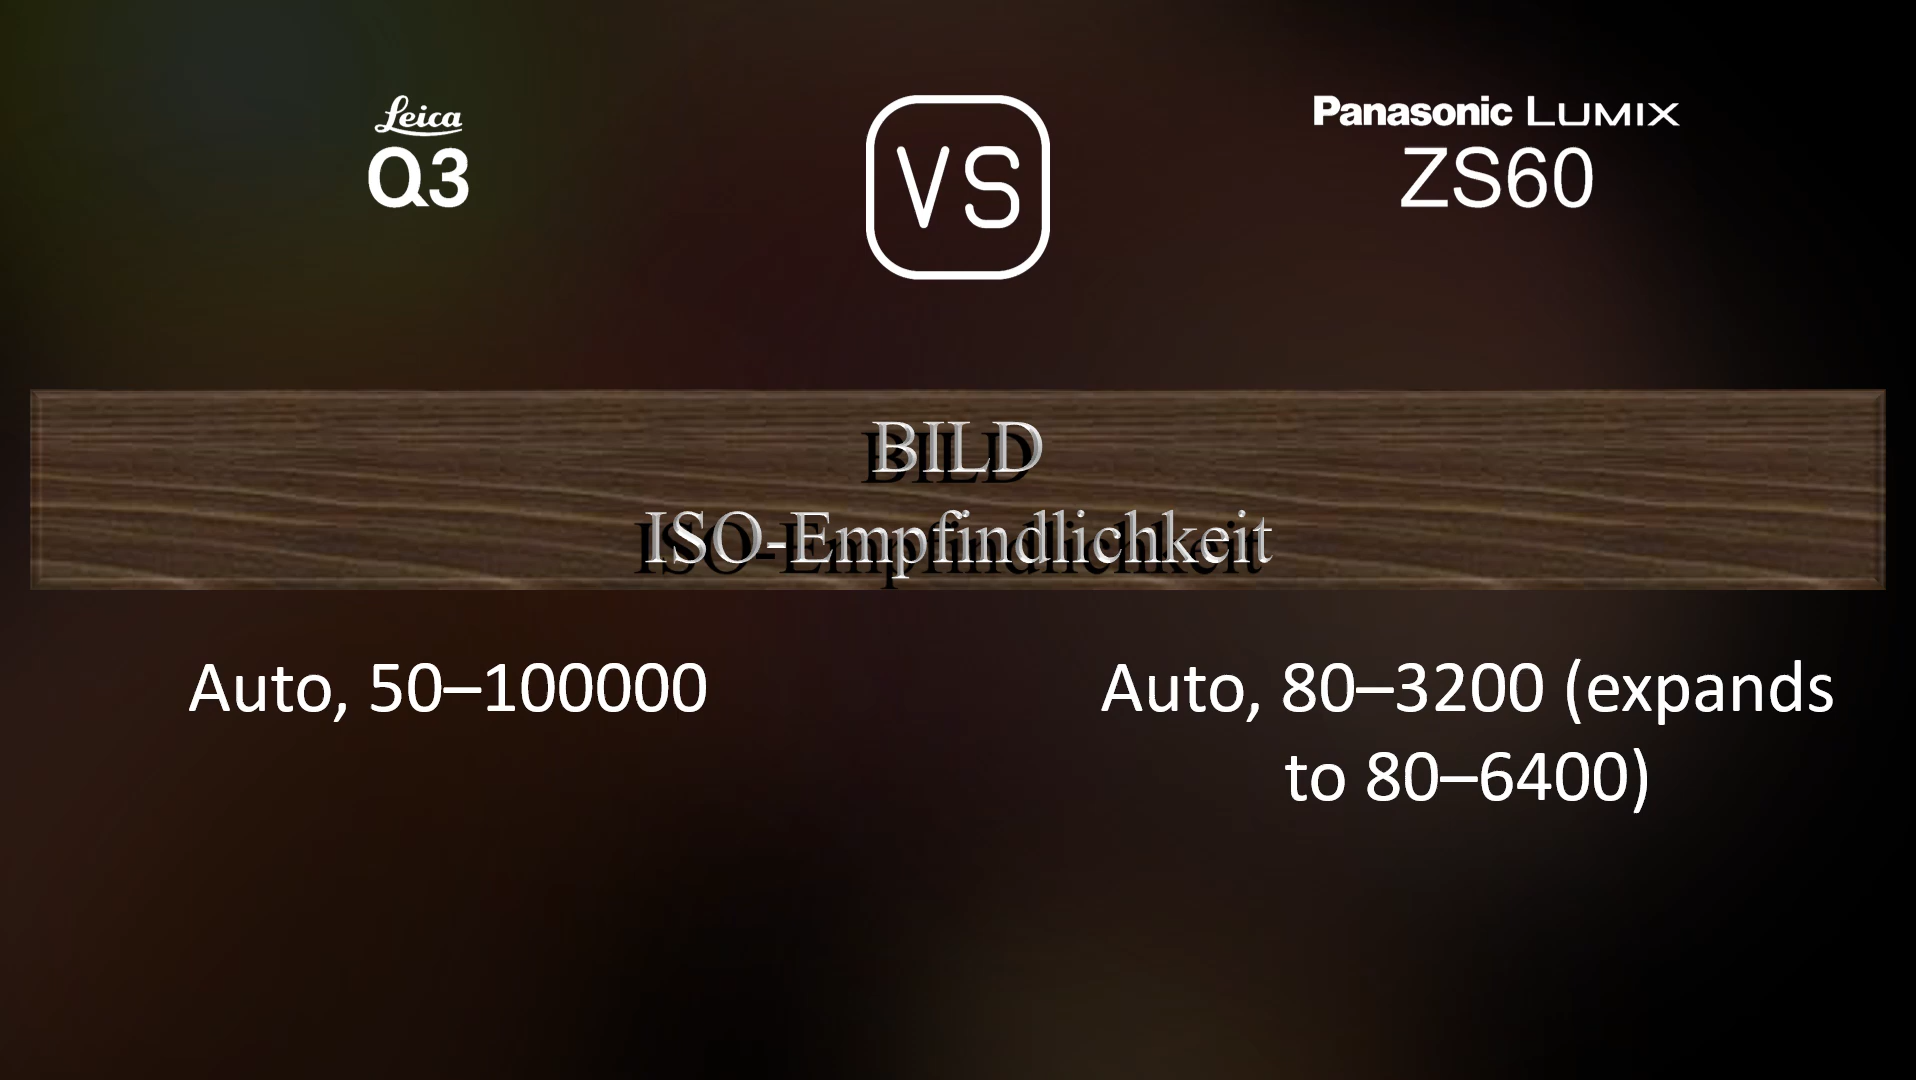 Leica
Q3
VS
Panasonic LUMIX
ZS60
BILD
ISO-Empfindlichkeit
Auto, 50–100000
Auto, 80–3200 (expands
to 80–6400)